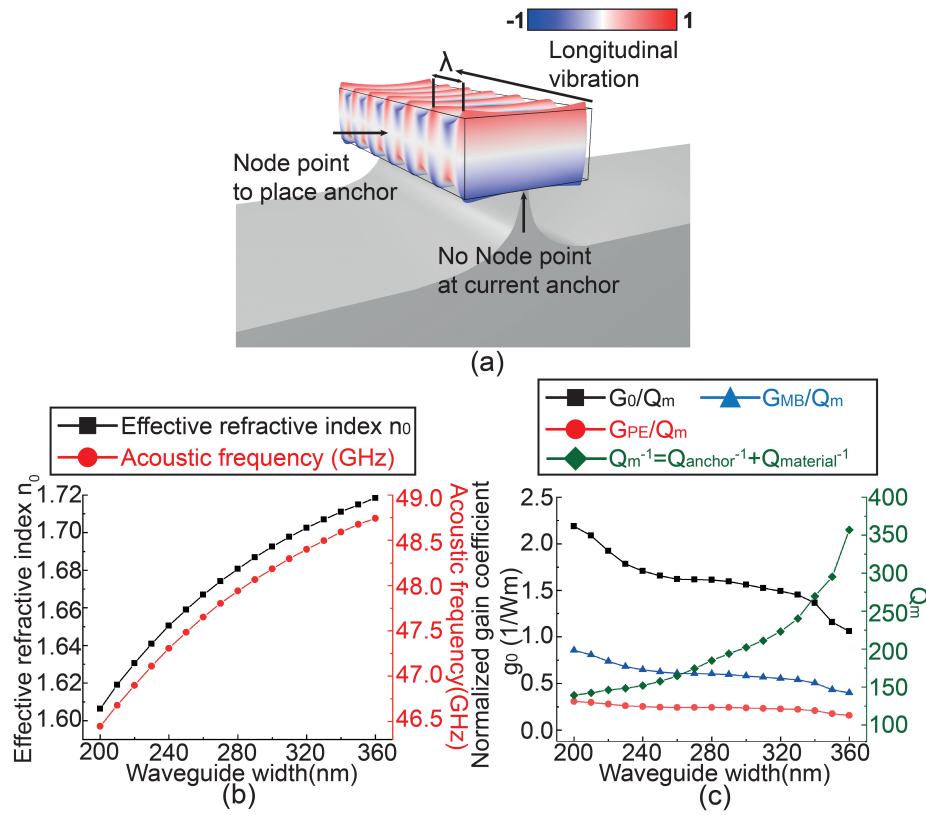 -1 1
Longitudinal
vibration
λ
Node point
to place anchor
No Node point
at current anchor
(a)
Effective refractive index n0
Acoustic frequency (GHz)
Effective refractive index n0
1.72
1.70
1.68
1.66
1.64
1.62
1.60
49.0
48.5
48.0
47.5
47.0
46.5
Acoustic frequency(GHz)
200 240 280 320 360
Waveguide width(nm)
(b)
G0/Qm
GMB/Qm
GPE/Qm
Qm-1=Qanchor-1+Qmaterial-1
Normalized gain coefficient
g0 (1/Wm)
2.5
2.0
1.5
1.0
0.5
0.0
400
350
300
250
200
150
100
Qm
200 240 280 320 360
Waveguide width(nm)
(c)